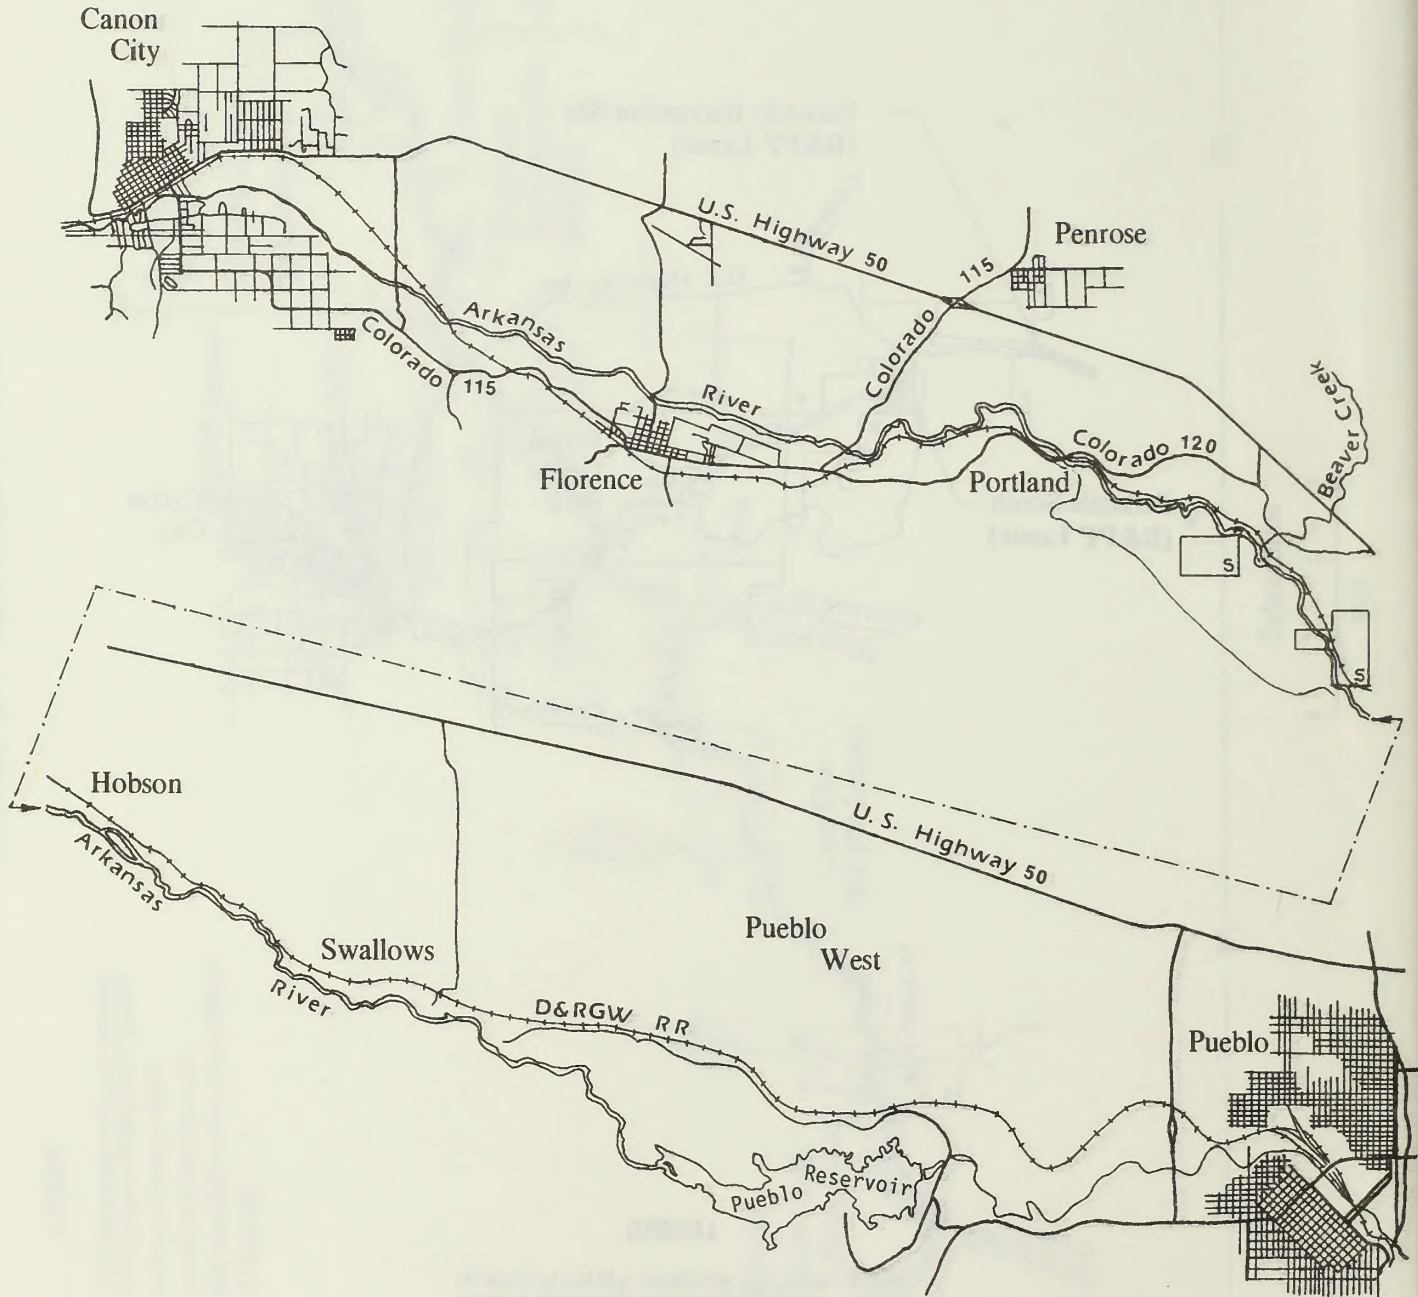 Canon
City
U.S. Highway 50
Penrose
115
Colorado
Arkansas
River
Colorado
115
Beaver Creek
Colorado 120
Florence
Portland
S
S
Hobson
Arkansas
River
U.S. Highway 50
Swallows
Pueblo
West
D&RGW RR
Pueblo
Pueblo Reservoir